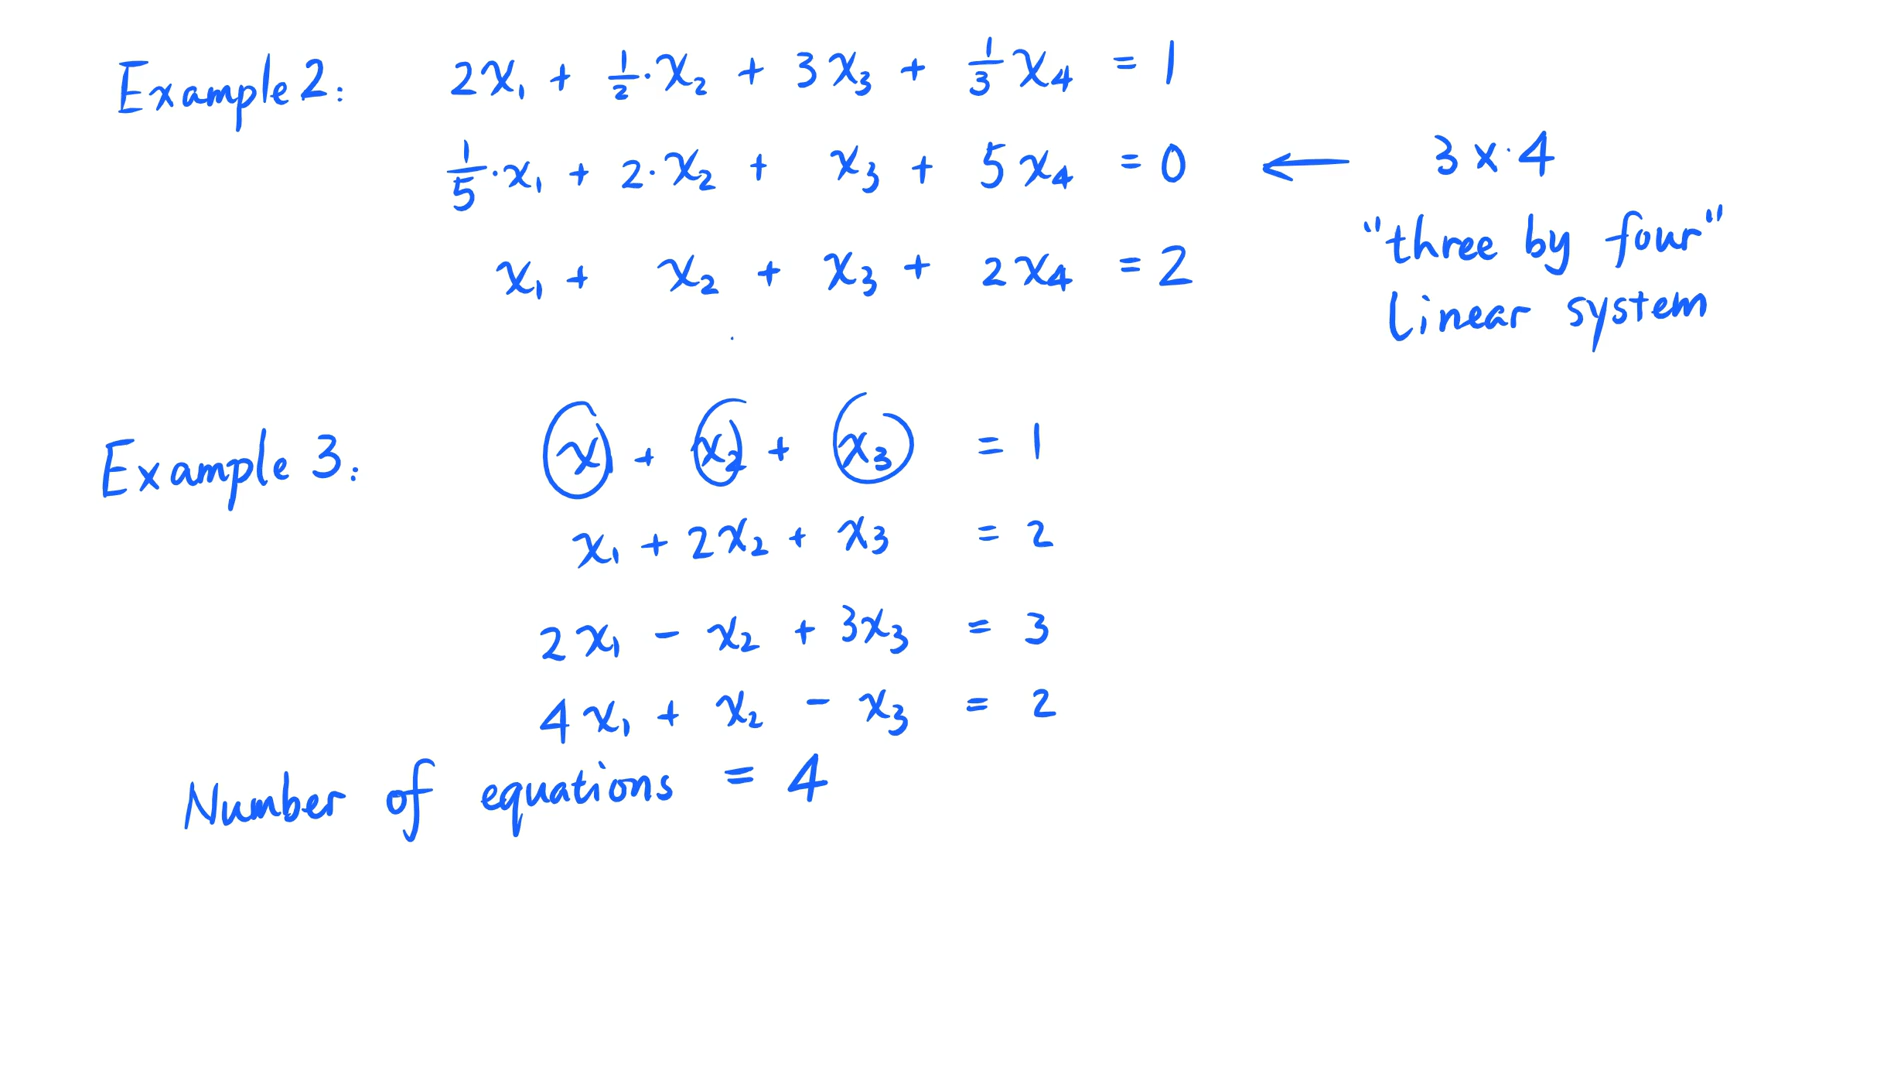 Example 2: 2x₁ + 1/2·x₂ + 3x₃ + 1/3x₄ = 1
1/5·x₁ + 2·x₂ + x₃ + 5x₄ = 0 ← 3×4
x₁ + x₂ + x₃ + 2x₄ = 2
"three by four"
linear system
Example 3: x₁ + x₂ + x₃ = 1
x₁ + 2x₂ + x₃ = 2
2x₁ - x₂ + 3x₃ = 3
4x₁ + x₂ - x₃ = 2
Number of equations = 4